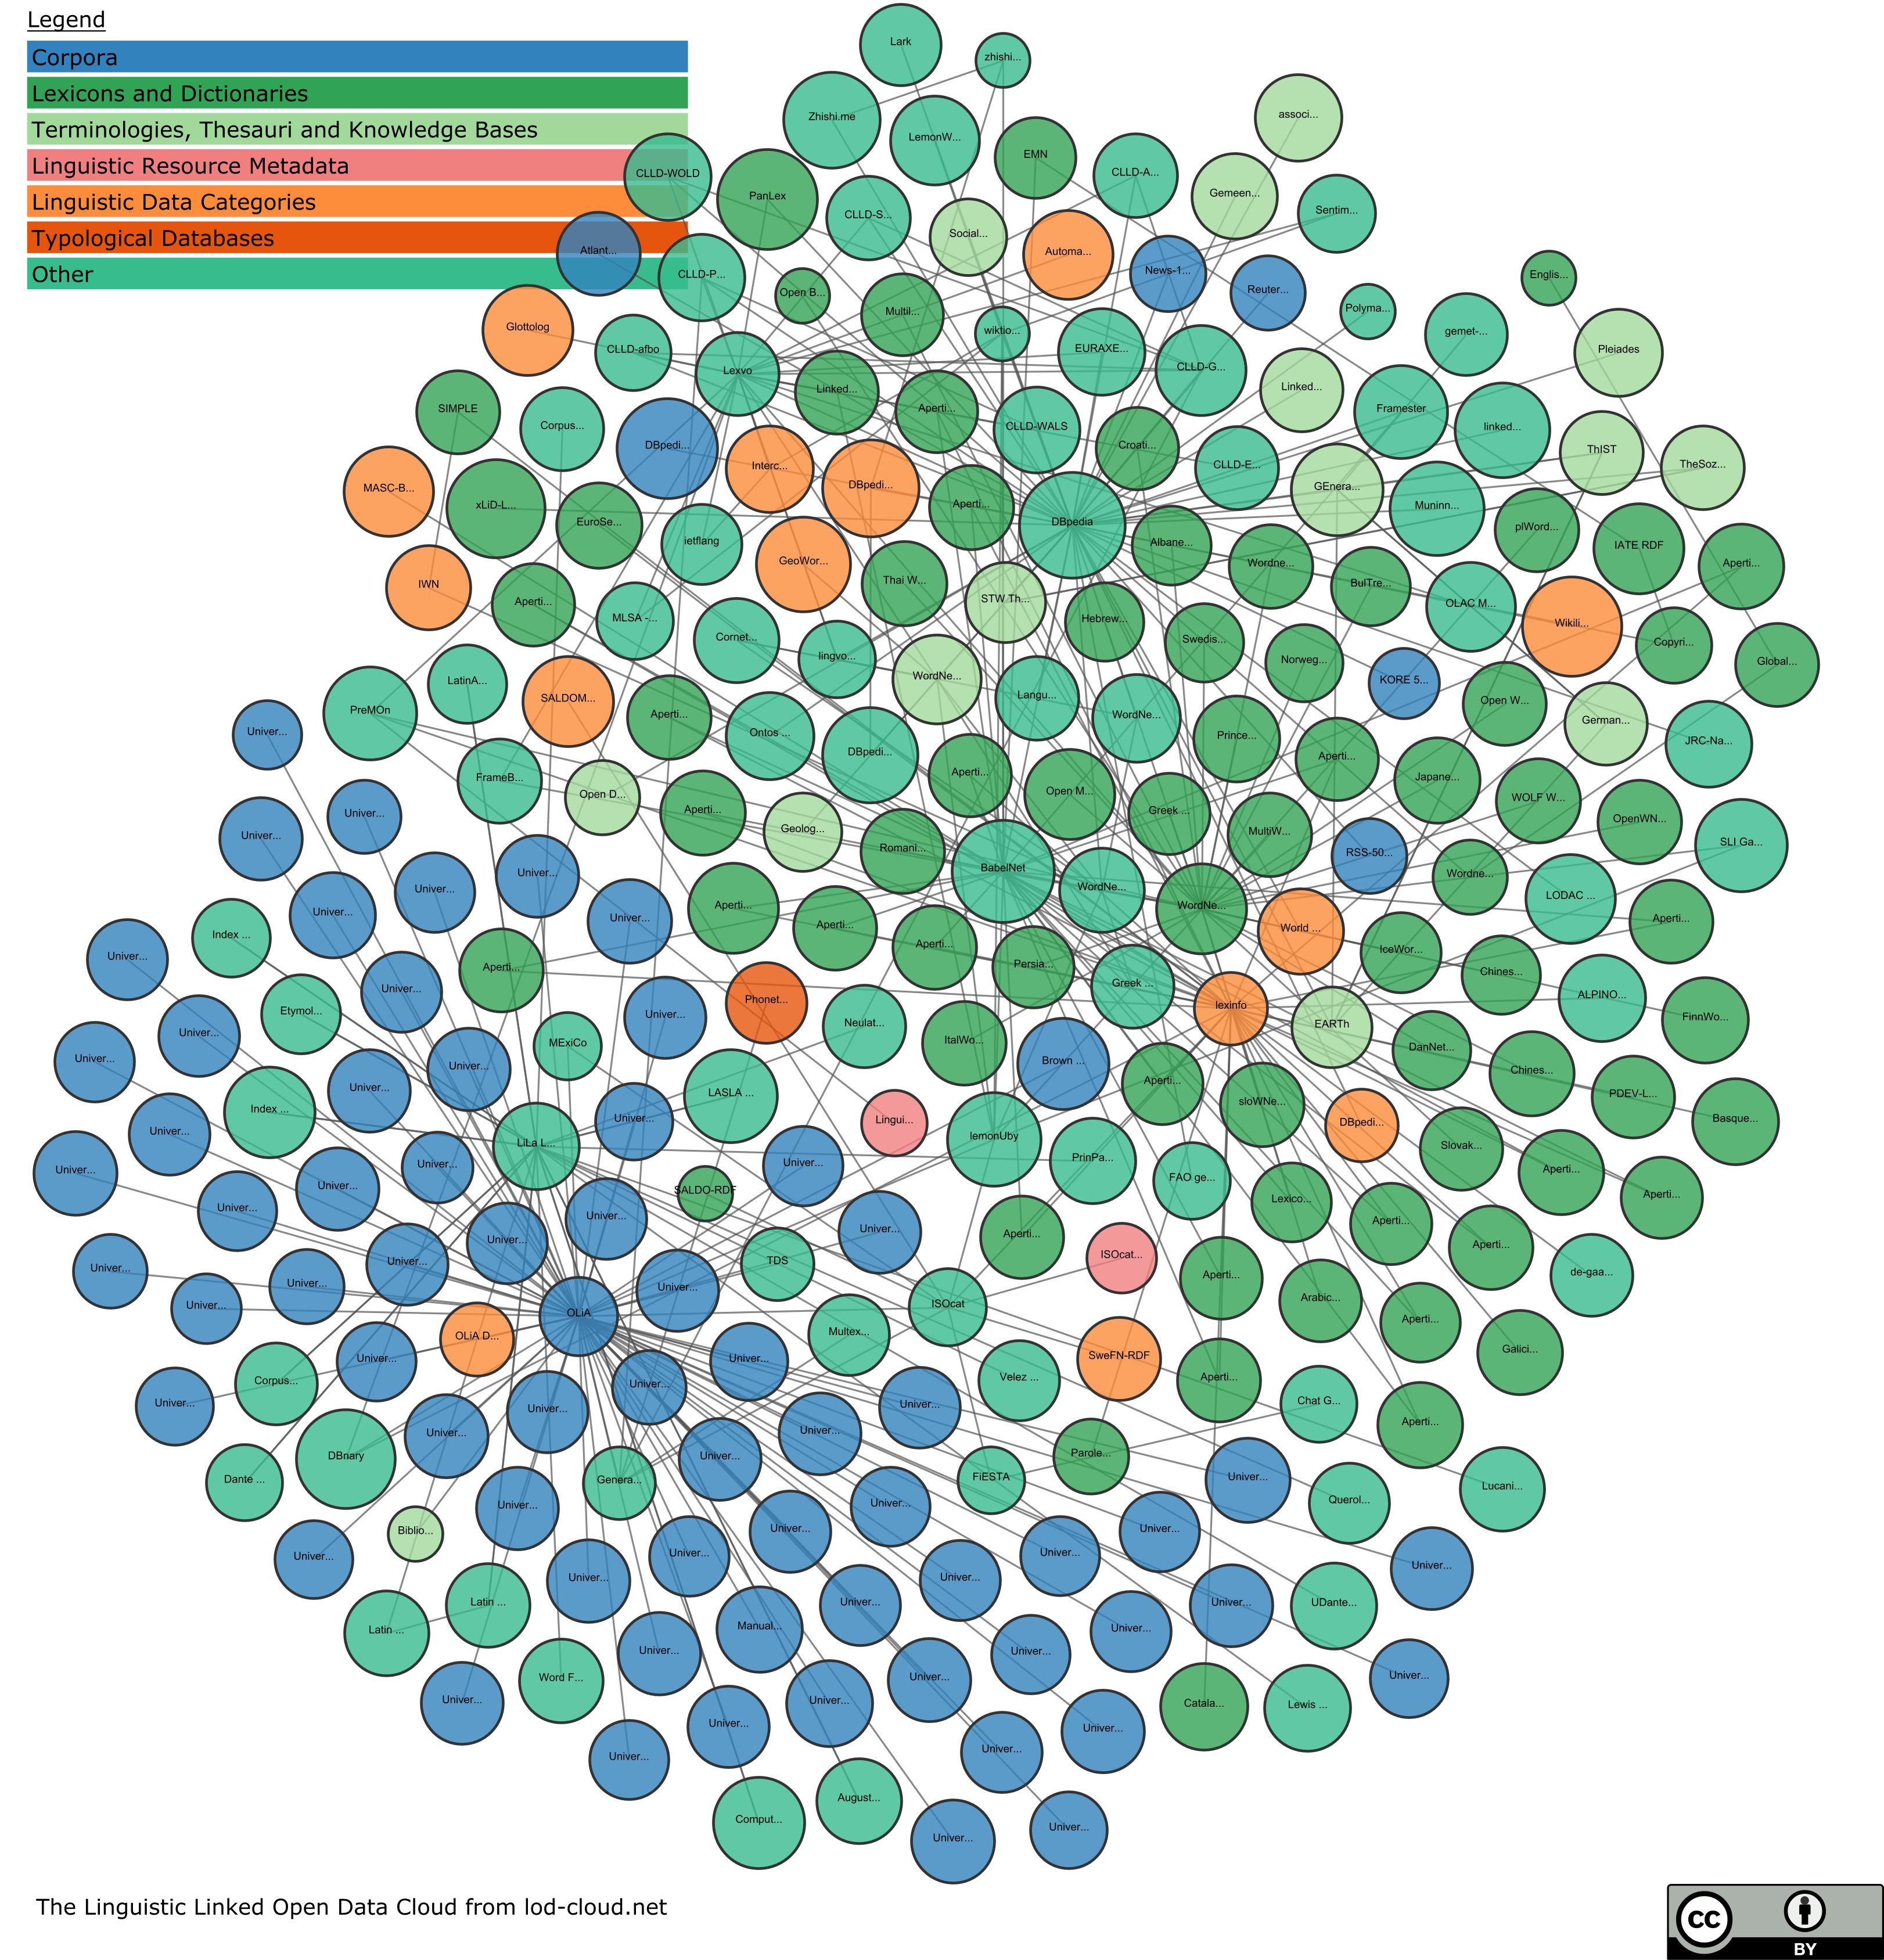 Legend
Corpora
Lexicons and Dictionaries
Terminologies, Thesauri and Knowledge Bases
Linguistic Resource Metadata
Linguistic Data Categories
Typological Databases
Other
Lark
zhishi...
Zhishi.me
LemonW...
associ...
EMN
CLLD-WOLD
CLLD-A...
PanLex
Gemeen...
CLLD-S...
Sentim...
Social...
Atlant...
Automa...
CLLD-P...
News-1...
Englis...
Open B...
Reuter...
Multil...
Polyma...
Glottolog
wiktio...
gemet-...
CLLD-afbo
EURAXE...
Pleiades
Lexvo
CLLD-G...
Linked...
Linked...
SIMPLE
Aperti...
Framester
Corpus...
CLLD-WALS
linked...
DBpedi...
Croati...
ThIST
Interc...
CLLD-E...
TheSoz...
MASC-B...
DBpedi...
GEnera...
xLiD-L...
Aperti...
Muninn...
EuroSe...
DBpedia
plWord...
ietflang
Albane...
IATE RDF
GeoWor...
Wordne...
Aperti...
IWN
Thai W...
BulTre...
Aperti...
STW Th...
OLAC M...
MLSA -...
Hebrew...
Wikili...
Cornet...
Swedis...
Copyri...
lingvo...
Norweg...
Global...
LatinA...
WordNe...
KORE 5...
SALDOM...
Langu...
Open W...
PreMOn
Aperti...
WordNe...
German...
Univer...
Ontos ...
Prince...
JRC-Na...
DBpedi...
Aperti...
FrameB...
Aperti...
Japane...
Open D...
Open M...
WOLF W...
Univer...
Aperti...
Greek ...
OpenWN...
Univer...
Geolog...
MultiW...
SLI Ga...
Romani...
RSS-50...
Univer...
BabelNet
Wordne...
Univer...
WordNe...
LODAC ...
Univer...
Aperti...
WordNe...
Univer...
Aperti...
World ...
Aperti...
Index ...
Aperti...
IceWor...
Univer...
Aperti...
Persia...
Chines...
Univer...
Greek ...
ALPINO...
Phonet...
lexinfo
FinnWo...
Etymol...
Univer...
Neulat...
EARTh
Univer...
MExiCo
ItalWo...
DanNet...
Univer...
Univer...
Brown ...
Chines...
Univer...
LASLA ...
Aperti...
PDEV-L...
Index ...
Univer...
Lingui...
sloWNe...
Basque...
Univer...
LiLa L...
lemonUby
DBpedi...
Slovak...
Univer...
Univer...
Univer...
PrinPa...
Aperti...
Univer...
SALDO-RDF
FAO ge...
Lexico...
Aperti...
Univer...
Univer...
Univer...
Aperti...
Aperti...
Univer...
Univer...
TDS
ISOcat...
Aperti...
Univer...
Univer...
Univer...
Aperti...
de-gaa...
Univer...
OLiA
ISOcat
Arabic...
OLiA D...
Multex...
Aperti...
Univer...
Univer...
SweFN-RDF
Galici...
Corpus...
Univer...
Velez ...
Aperti...
Univer...
Univer...
Univer...
Chat G...
Univer...
Univer...
Aperti...
DBnary
Univer...
Parole...
Dante ...
Genera...
FiESTA
Univer...
Lucani...
Univer...
Univer...
Querol...
Biblio...
Univer...
Univer...
Univer...
Univer...
Univer...
Univer...
Univer...
Univer...
Latin ...
Univer...
Univer...
UDante...
Latin ...
Manual...
Univer...
Univer...
Univer...
Word F...
Univer...
Univer...
Univer...
Univer...
Catala...
Lewis ...
Univer...
Univer...
Univer...
Univer...
August...
Comput...
Univer...
Univer...
The Linguistic Linked Open Data Cloud from lod-cloud.net
cc
BY